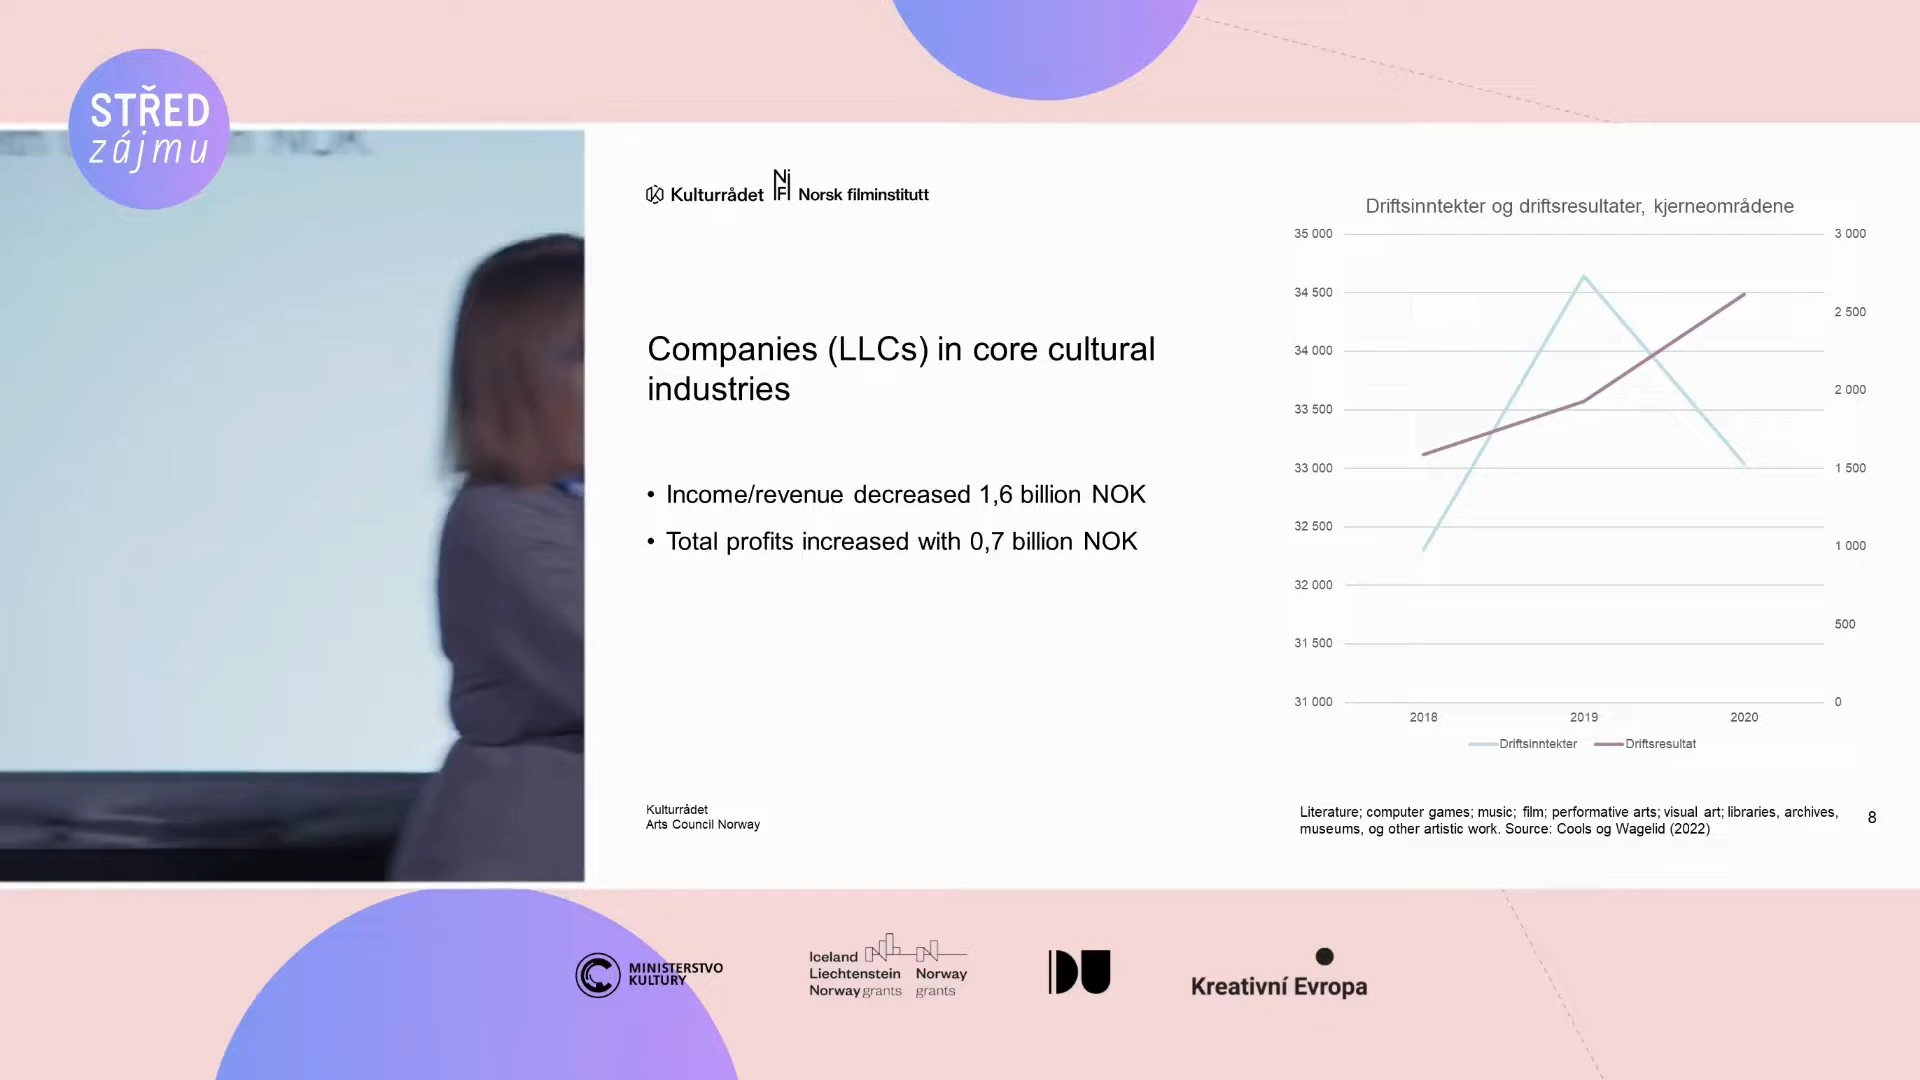 STŘED
zájmu
NOK
Kulturrådet
Ni
FI
Norsk filminstitutt
Companies (LLCs) in core cultural
industries
• Income/revenue decreased 1,6 billion NOK
• Total profits increased with 0,7 billion NOK
Driftsinntekter og driftsresultater, kjerneområdene
35 000
34 500
34 000
33 500
33 000
32 500
32 000
31 500
31 000
3 000
2 500
2 000
1 500
1 000
500
0
2018 2019 2020
Driftsinntekter Driftsresultat
Kulturrådet
Arts Council Norway
Literature; computer games; music; film; performative arts; visual art; libraries, archives,
museums, og other artistic work. Source: Cools og Wagelid (2022)
8
MINISTERSTVO
KULTURY
Iceland
Liechtenstein
Norway grants
Norway
grants
DU
Kreativní Evropa